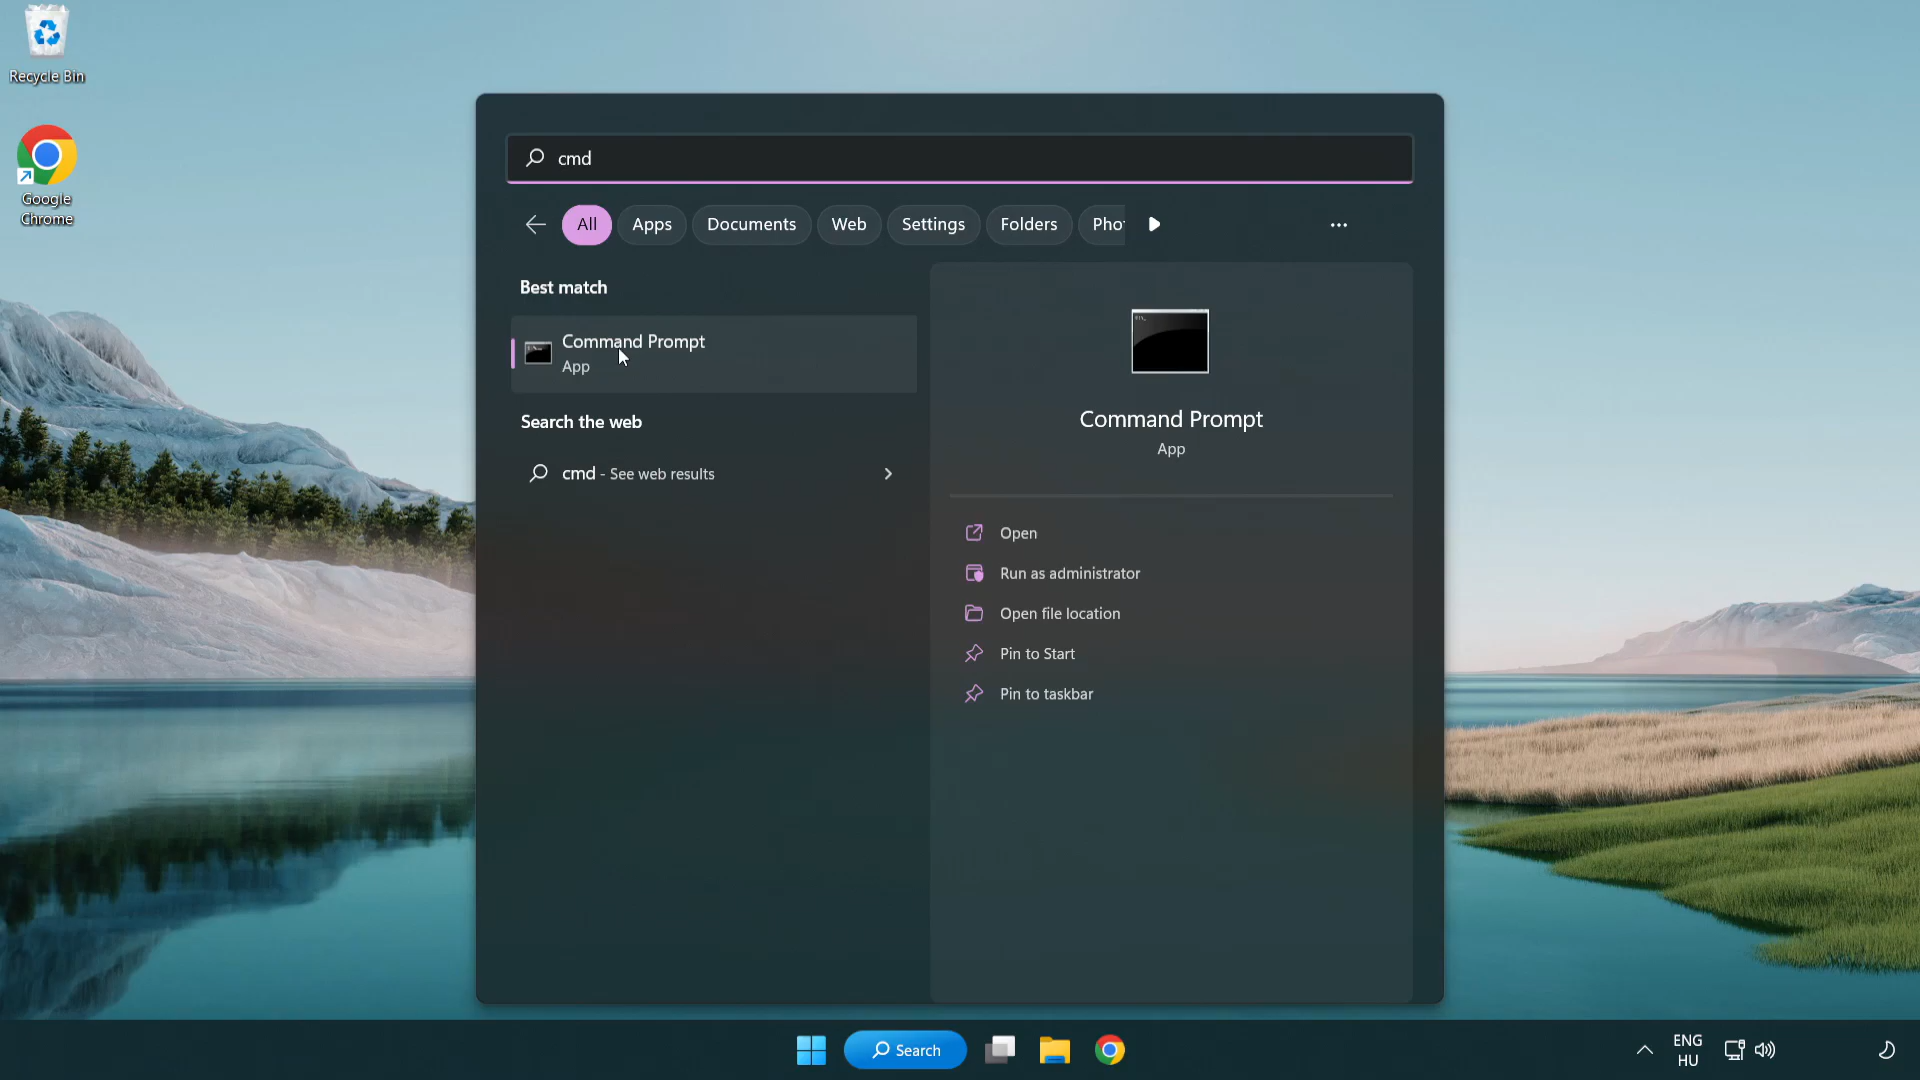 Recycle Bin
Google
Chrome
cmd
All
Apps
Documents
Web
Settings
Folders
Pho
Best match
Command Prompt
App
Search the web
cmd - See web results
Command Prompt
App
Open
Run as administrator
Open file location
Pin to Start
Pin to taskbar
Search
ENG
HU